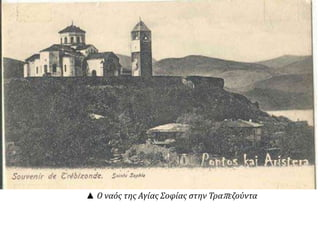 Pontos kai Aristera
Souvenir de Trébizonde. Sainte Sophie
▲ Ο ναός της Αγίας Σοφίας στην Τραπεζούντα